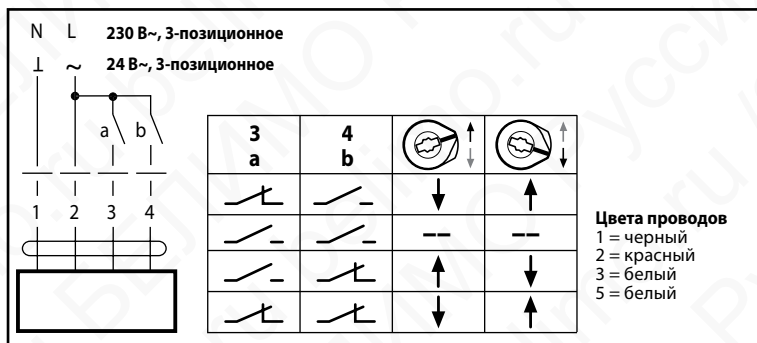 N L 230 В~, 3-позиционное
⊥ ~ 24 В~, 3-позиционное
a b
1 2 3 4
3 4
a b
Цвета проводов
1 = черный
2 = красный
3 = белый
5 = белый